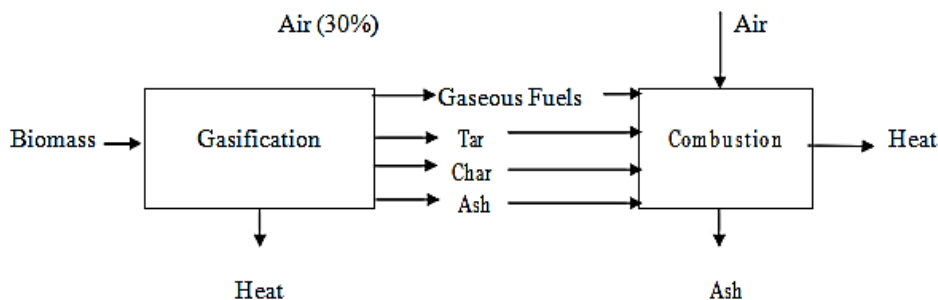 Air (30%)
Air
Gaseous Fuels
Biomass
Gasification
Tar
Combustion
Heat
Char
Ash
Heat
Ash